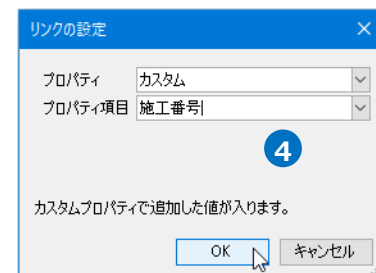 リンクの設定
プロパティ カスタム
プロパティ項目 施工番号
4
カスタムプロパティで追加した値が入ります。
OK キャンセル